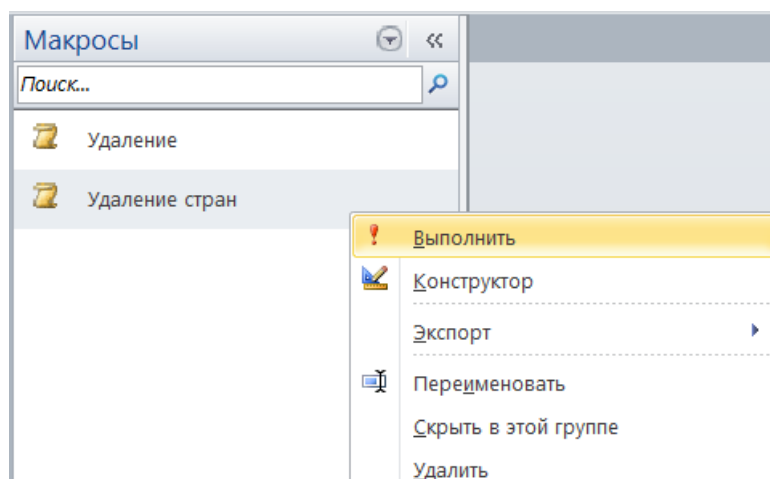 Макросы
Поиск...
Удаление
Удаление стран
Выполнить
Конструктор
Экспорт
Переименовать
Скрыть в этой группе
Удалить